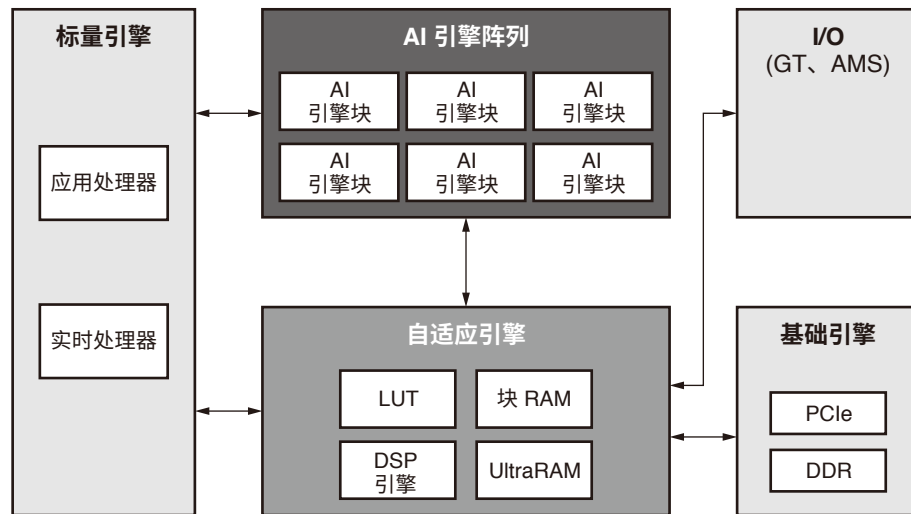 标量引擎
应用处理器
实时处理器
AI 引擎阵列
AI
引擎块
AI
引擎块
AI
引擎块
AI
引擎块
AI
引擎块
AI
引擎块
自适应引擎
LUT
块 RAM
DSP
引擎
UltraRAM
I/O
(GT、AMS)
基础引擎
PCIe
DDR